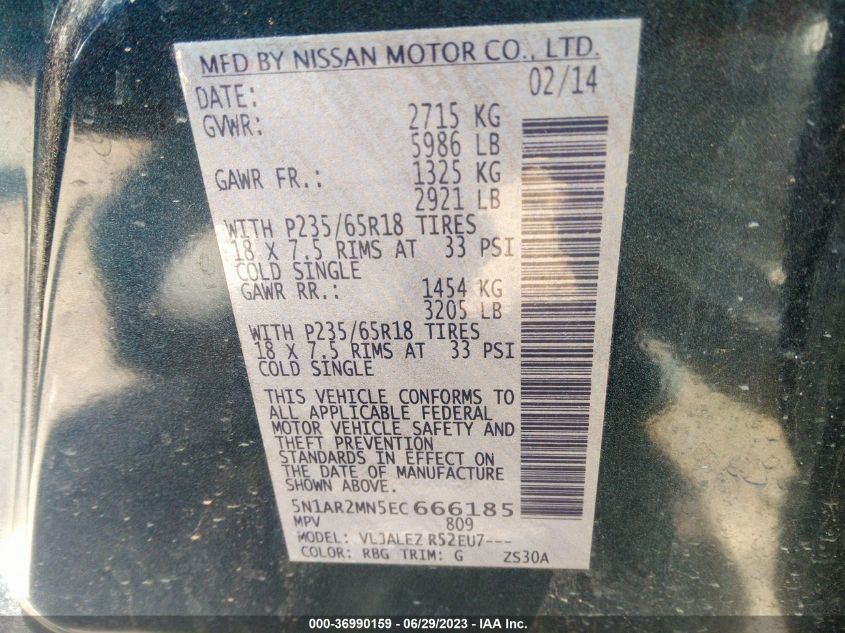 MFD BY NISSAN MOTOR CO., LTD.
DATE: 02/14
GVWR: 2715 KG
5986 LB
GAWR FR.: 1325 KG
2921 LB
WITH P235/65R18 TIRES
18 X 7.5 RIMS AT 33 PSI
COLD SINGLE
GAWR RR.: 1454 KG
3205 LB
WITH P235/65R18 TIRES
18 X 7.5 RIMS AT 33 PSI
COLD SINGLE
THIS VEHICLE CONFORMS TO
ALL APPLICABLE FEDERAL
MOTOR VEHICLE SAFETY AND
THEFT PREVENTION
STANDARDS IN EFFECT ON
THE DATE OF MANUFACTURE
SHOWN ABOVE.
5N1AR2MN5EC666185
MPV 809
MODEL: VLJALEZ R52EU7---
COLOR: RBG TRIM: G ZS30A
000-36990159 - 06/29/2023 - IAA Inc.